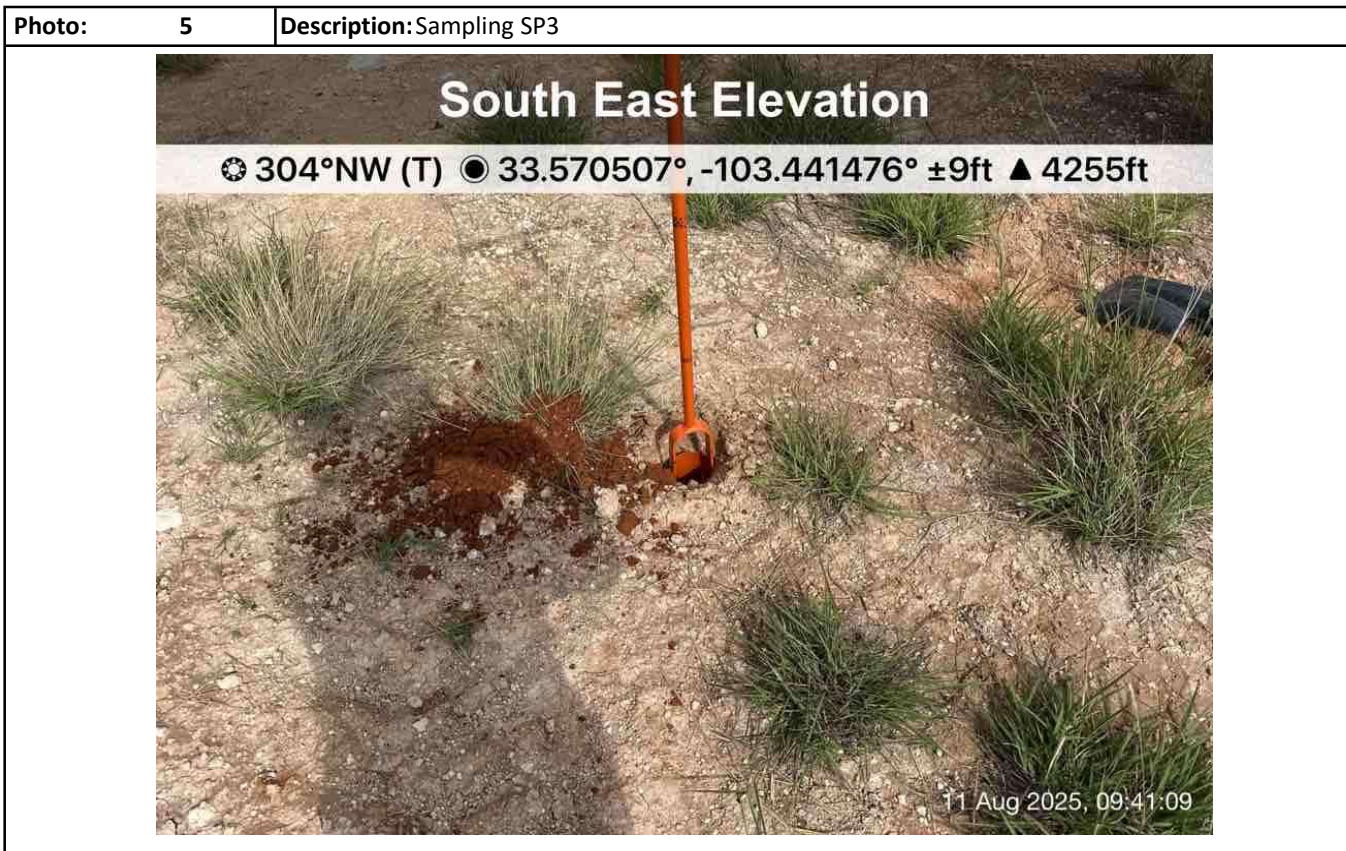 Photo: 5 Description: Sampling SP3
South East Elevation
304°NW (T) 33.570507°, -103.441476° ±9ft ▲ 4255ft
11 Aug 2025, 09:41:09